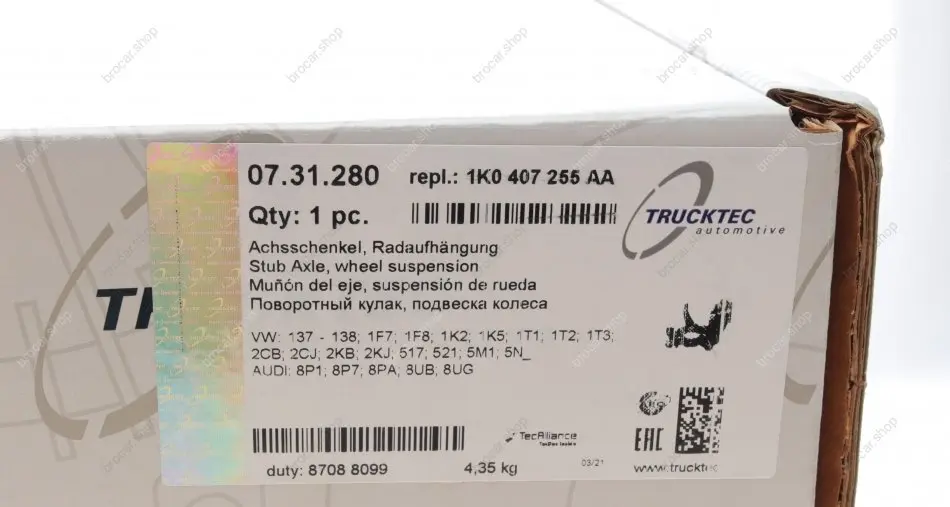 07.31.280 repl.: 1K0 407 255 AA
Qty: 1 pc.
TRUCKTEC
automotive
Achsschenkel, Radaufhängung
Stub Axle, wheel suspension
Muñón del eje, suspensión de rueda
Поворотный кулак, подвеска колеса
VW: 137 - 138; 1F7; 1F8; 1K2; 1K5; 1T1; 1T2; 1T3;
2CB; 2CJ; 2KB; 2KJ; 517; 521; 5M1; 5N_
AUDI: 8P1; 8P7; 8PA; 8UB; 8UG
TecAlliance
EAC
duty: 8708 8099 4,35 kg 03/21
www.trucktec
brocar.shop